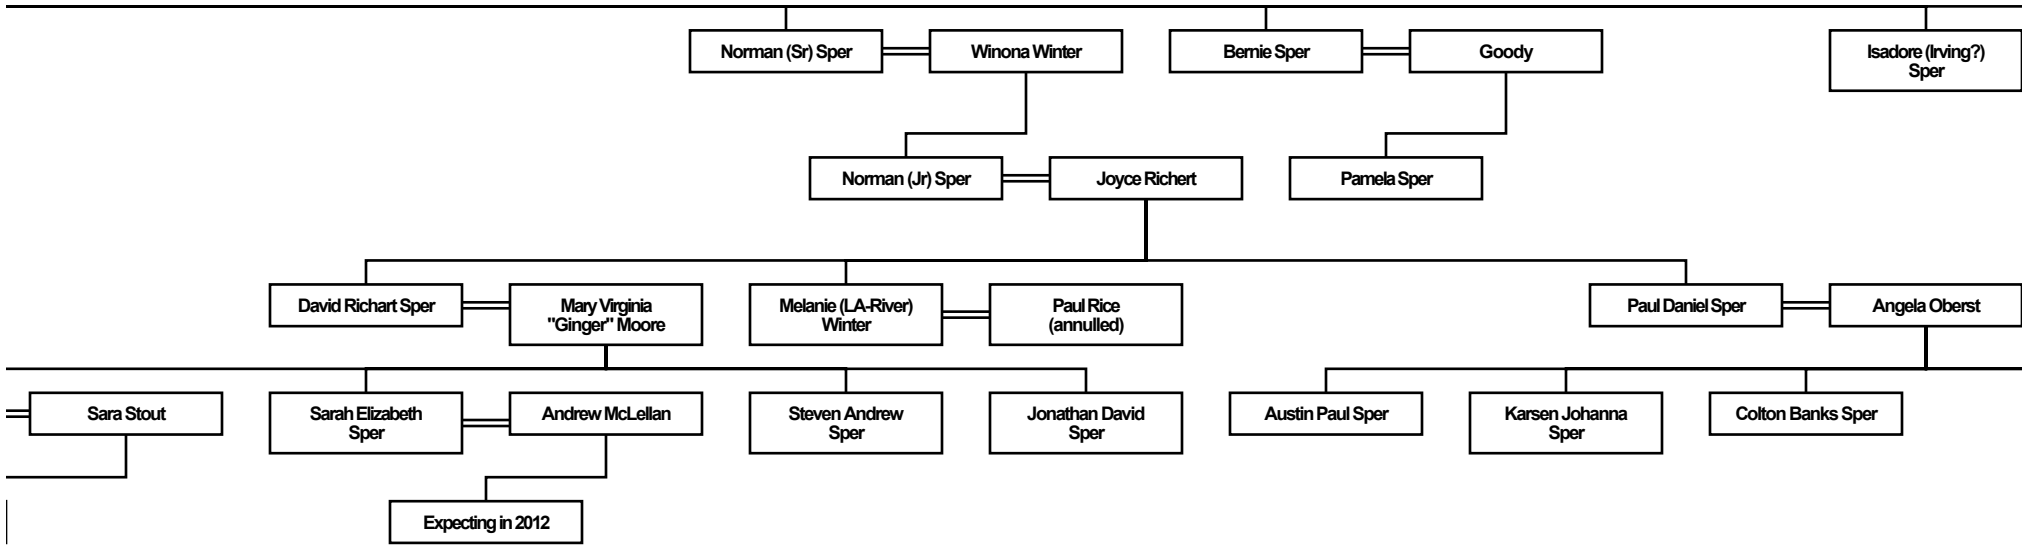 Norman (Sr) Sper
Winona Winter
Bernie Sper
Goody
Isadore (Irving?)
Sper
Norman (Jr) Sper
Joyce Richert
Pamela Sper
David Richart Sper
Mary Virginia
"Ginger" Moore
Melanie (LA-River)
Winter
Paul Rice
(annulled)
Paul Daniel Sper
Angela Oberst
Sara Stout
Sarah Elizabeth
Sper
Andrew McLellan
Steven Andrew
Sper
Jonathan David
Sper
Austin Paul Sper
Karsen Johanna
Sper
Colton Banks Sper
Expecting in 2012